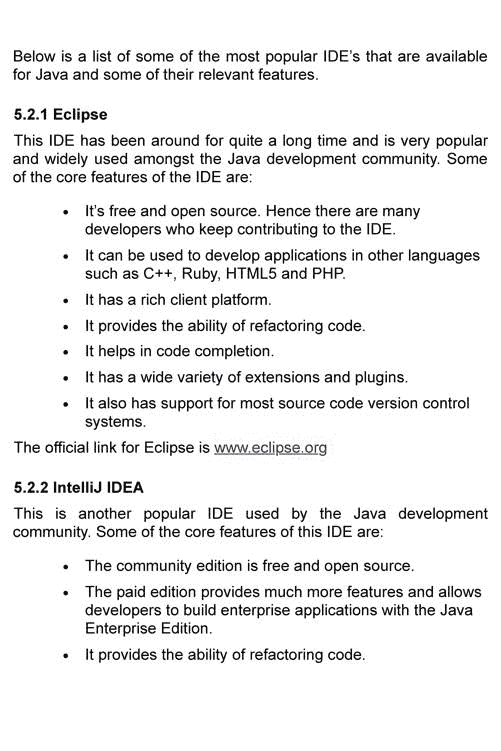 Below is a list of some of the most popular IDE’s that are available
for Java and some of their relevant features.
5.2.1 Eclipse
This IDE has been around for quite a long time and is very popular
and widely used amongst the Java development community. Some
of the core features of the IDE are:
• It’s free and open source. Hence there are many
developers who keep contributing to the IDE.
• It can be used to develop applications in other languages
such as C++, Ruby, HTML5 and PHP.
• It has a rich client platform.
• It provides the ability of refactoring code.
• It helps in code completion.
• It has a wide variety of extensions and plugins.
• It also has support for most source code version control
systems.
The official link for Eclipse is www.eclipse.org
5.2.2 IntelliJ IDEA
This is another popular IDE used by the Java development
community. Some of the core features of this IDE are:
• The community edition is free and open source.
• The paid edition provides much more features and allows
developers to build enterprise applications with the Java
Enterprise Edition.
• It provides the ability of refactoring code.